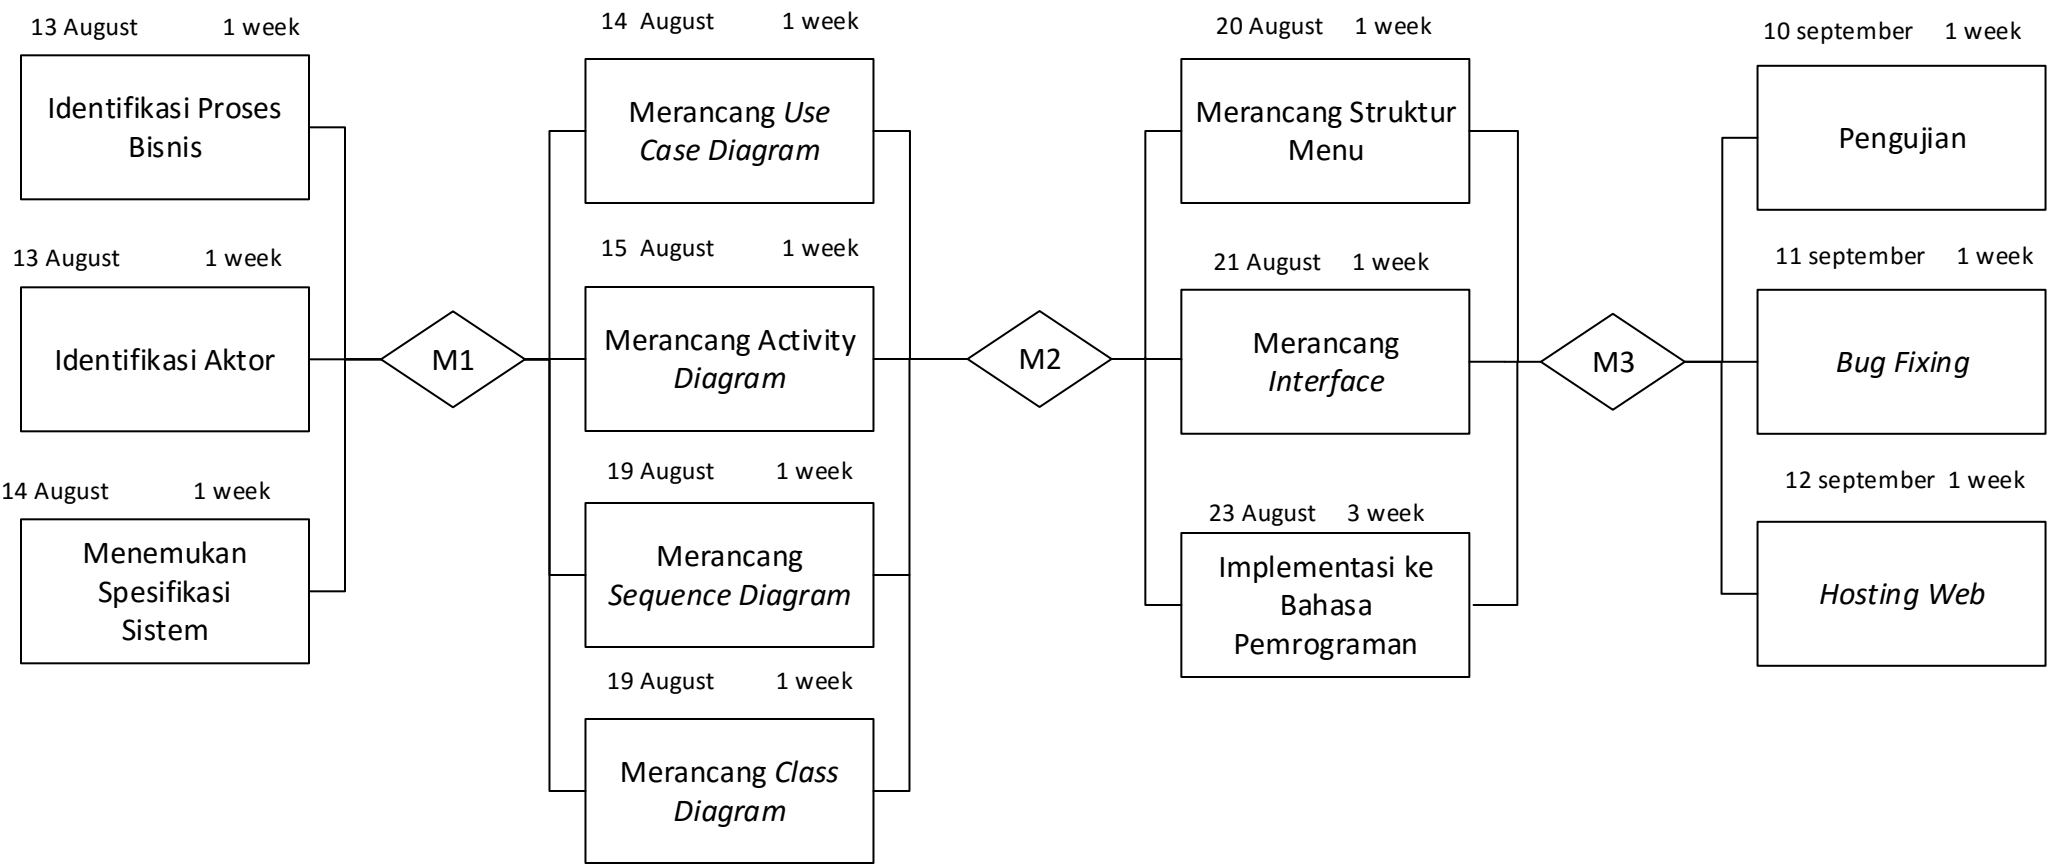 13 August 1 week
Identifikasi Proses
Bisnis
13 August 1 week
Identifikasi Aktor
14 August 1 week
Menemukan
Spesifikasi
Sistem
M1
14 August 1 week
Merancang Use
Case Diagram
15 August 1 week
Merancang Activity
Diagram
19 August 1 week
Merancang
Sequence Diagram
19 August 1 week
Merancang Class
Diagram
M2
20 August 1 week
Merancang Struktur
Menu
21 August 1 week
Merancang
Interface
23 August 3 week
Implementasi ke
Bahasa
Pemrograman
M3
10 september 1 week
Pengujian
11 september 1 week
Bug Fixing
12 september 1 week
Hosting Web